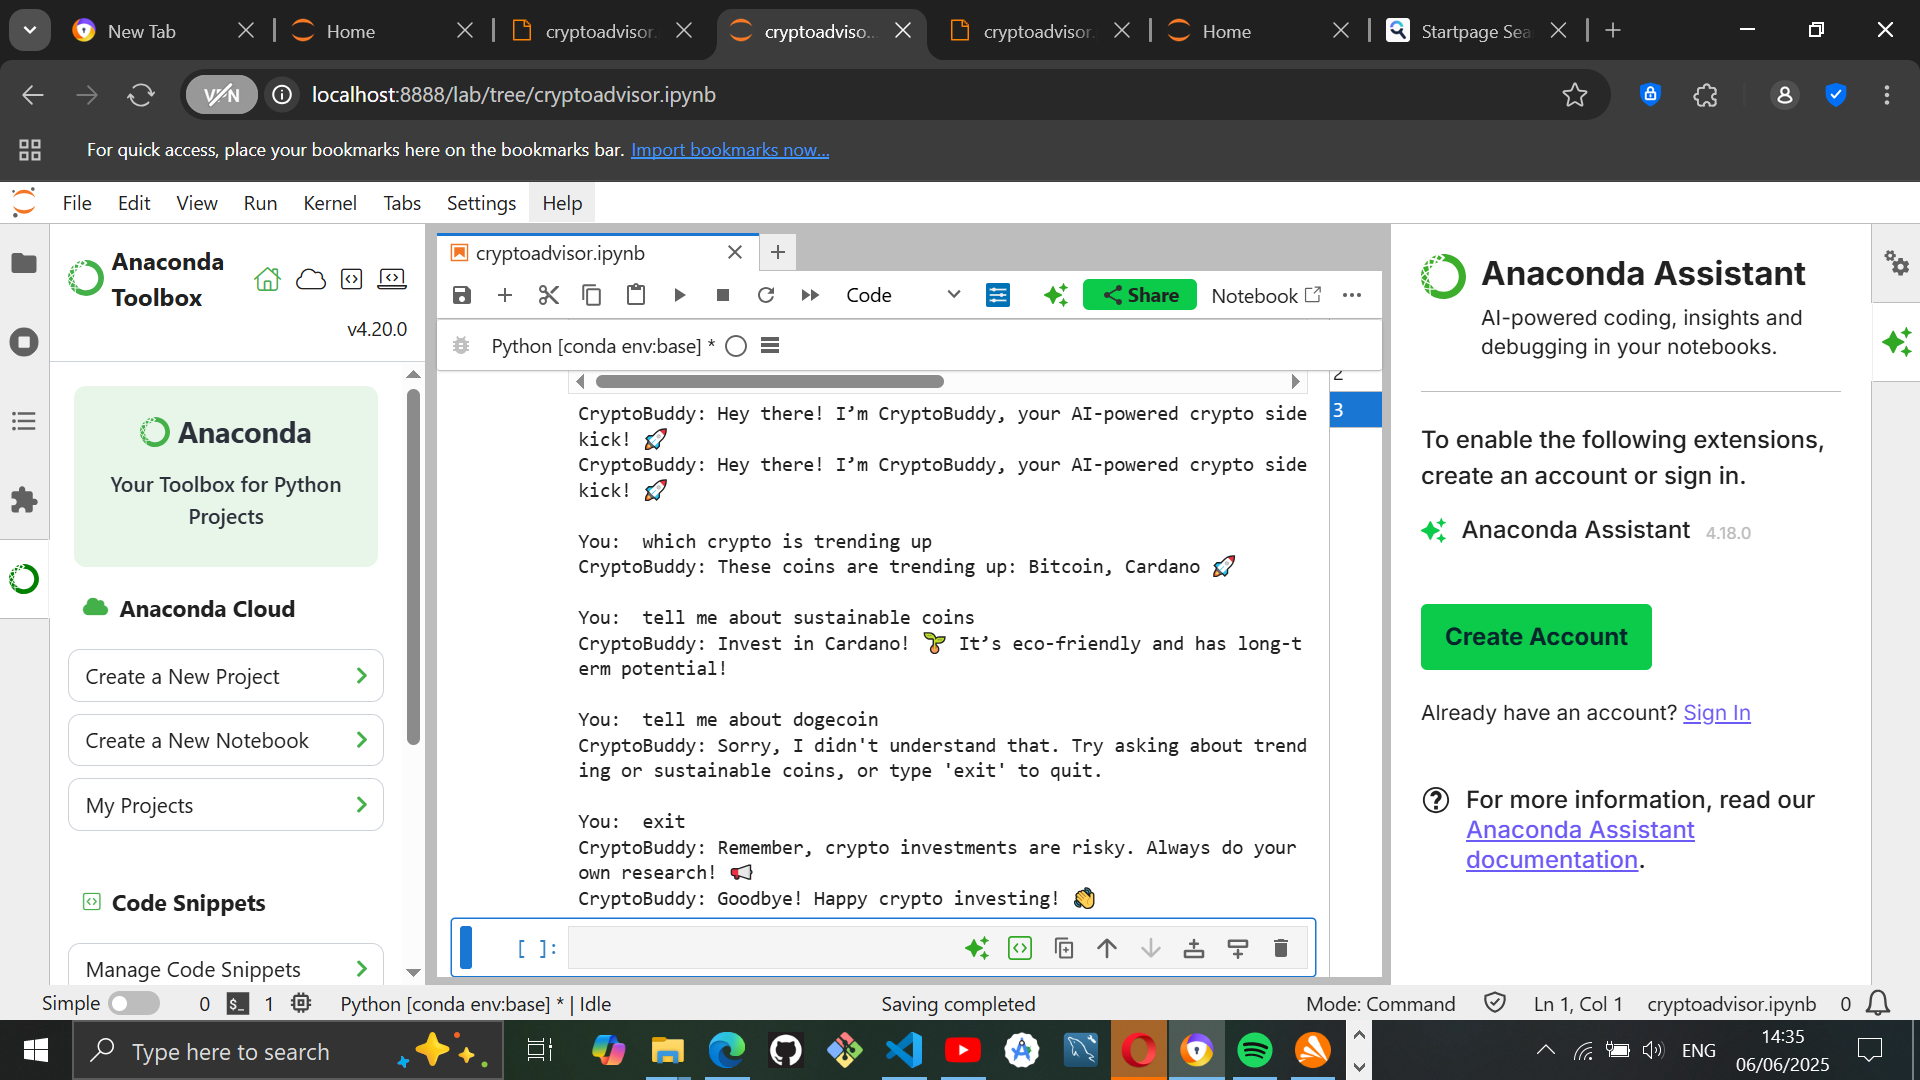 New Tab
Home
cryptoadvisor.
cryptoadviso...
cryptoadvisor.
Home
Startpage Sea
VPN
localhost:8888/lab/tree/cryptoadvisor.ipynb
For quick access, place your bookmarks here on the bookmarks bar. Import bookmarks now...
File Edit View Run Kernel Tabs Settings Help
Anaconda
Toolbox
v4.20.0
Anaconda
Your Toolbox for Python
Projects
Anaconda Cloud
Create a New Project
Create a New Notebook
My Projects
Code Snippets
Manage Code Snippets
cryptoadvisor.ipynb
Code
Share
Notebook
Python [conda env:base] *
2
3
CryptoBuddy: Hey there! I’m CryptoBuddy, your AI-powered crypto side
kick! 🚀
CryptoBuddy: Hey there! I’m CryptoBuddy, your AI-powered crypto side
kick! 🚀
You:  which crypto is trending up
CryptoBuddy: These coins are trending up: Bitcoin, Cardano 🚀
You:  tell me about sustainable coins
CryptoBuddy: Invest in Cardano! 🌱 It’s eco-friendly and has long-t
erm potential!
You:  tell me about dogecoin
CryptoBuddy: Sorry, I didn't understand that. Try asking about trend
ing or sustainable coins, or type 'exit' to quit.
You:  exit
CryptoBuddy: Remember, crypto investments are risky. Always do your
own research! 📢
CryptoBuddy: Goodbye! Happy crypto investing! 👋
[ ]:
Anaconda Assistant
AI-powered coding, insights and
debugging in your notebooks.
To enable the following extensions,
create an account or sign in.
Anaconda Assistant 4.18.0
Create Account
Already have an account? Sign In
For more information, read our
Anaconda Assistant
documentation.
Simple 0 1 Python [conda env:base] * | Idle
Saving completed
Mode: Command Ln 1, Col 1 cryptoadvisor.ipynb 0
Type here to search
ENG
14:35
06/06/2025